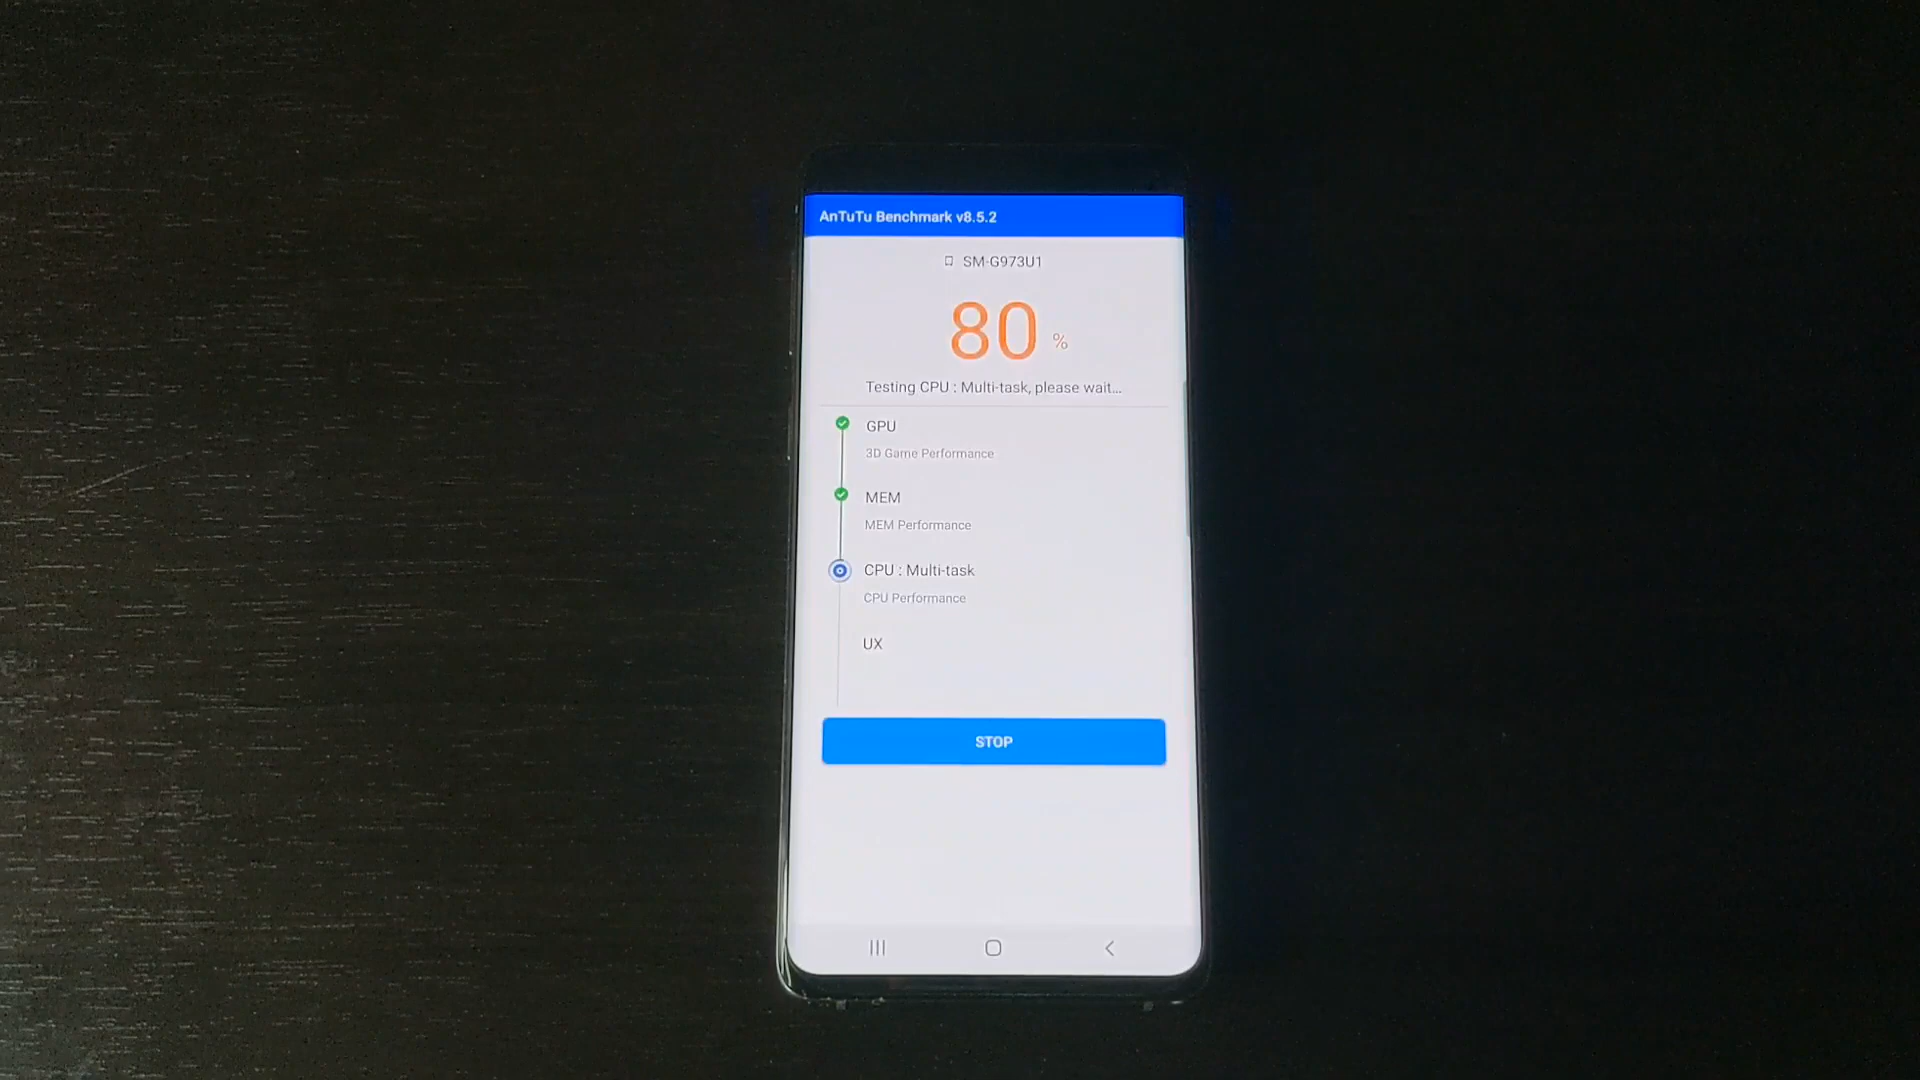 AnTuTu Benchmark v8.5.2
SM-G973U1
80 %
Testing CPU : Multi-task, please wait...
GPU
3D Game Performance
MEM
MEM Performance
CPU : Multi-task
CPU Performance
UX
STOP